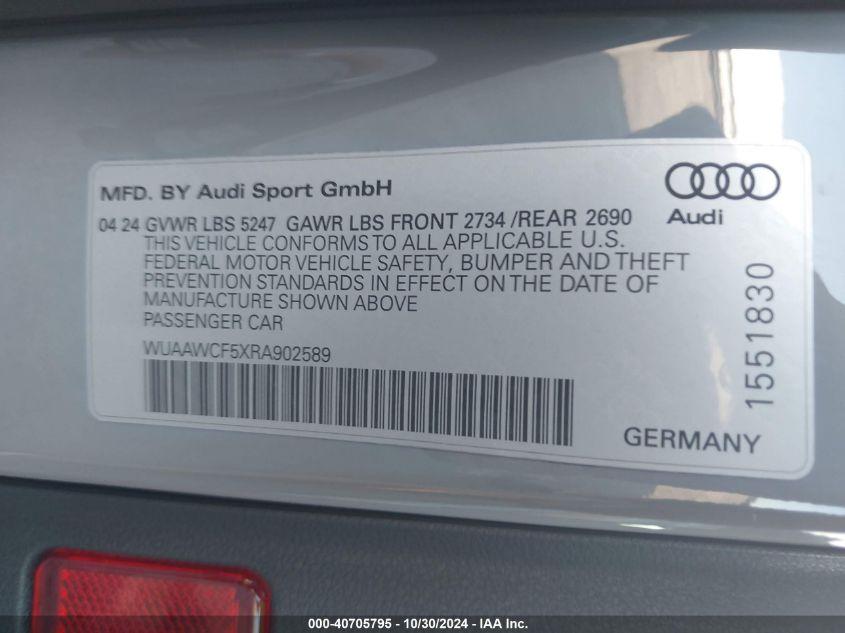 MFD. BY Audi Sport GmbH
Audi
04 24 GVWR LBS 5247 GAWR LBS FRONT 2734 /REAR 2690
THIS VEHICLE CONFORMS TO ALL APPLICABLE U.S.
FEDERAL MOTOR VEHICLE SAFETY, BUMPER AND THEFT
PREVENTION STANDARDS IN EFFECT ON THE DATE OF
MANUFACTURE SHOWN ABOVE
PASSENGER CAR
WUAAWCF5XRA902589
GERMANY
1551830
000-40705795 - 10/30/2024 - IAA Inc.